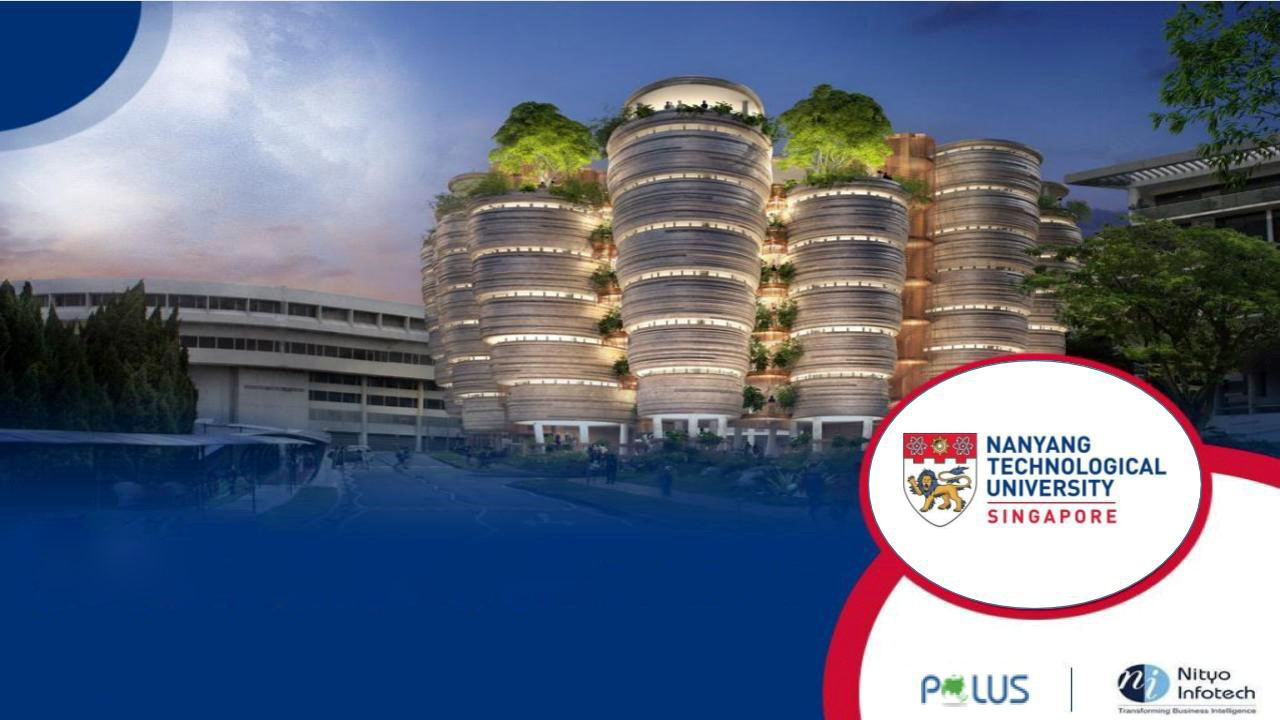 NANYANG
TECHNOLOGICAL
UNIVERSITY
SINGAPORE
POLUS
Nityo
Infotech
Transforming Business Intelligence